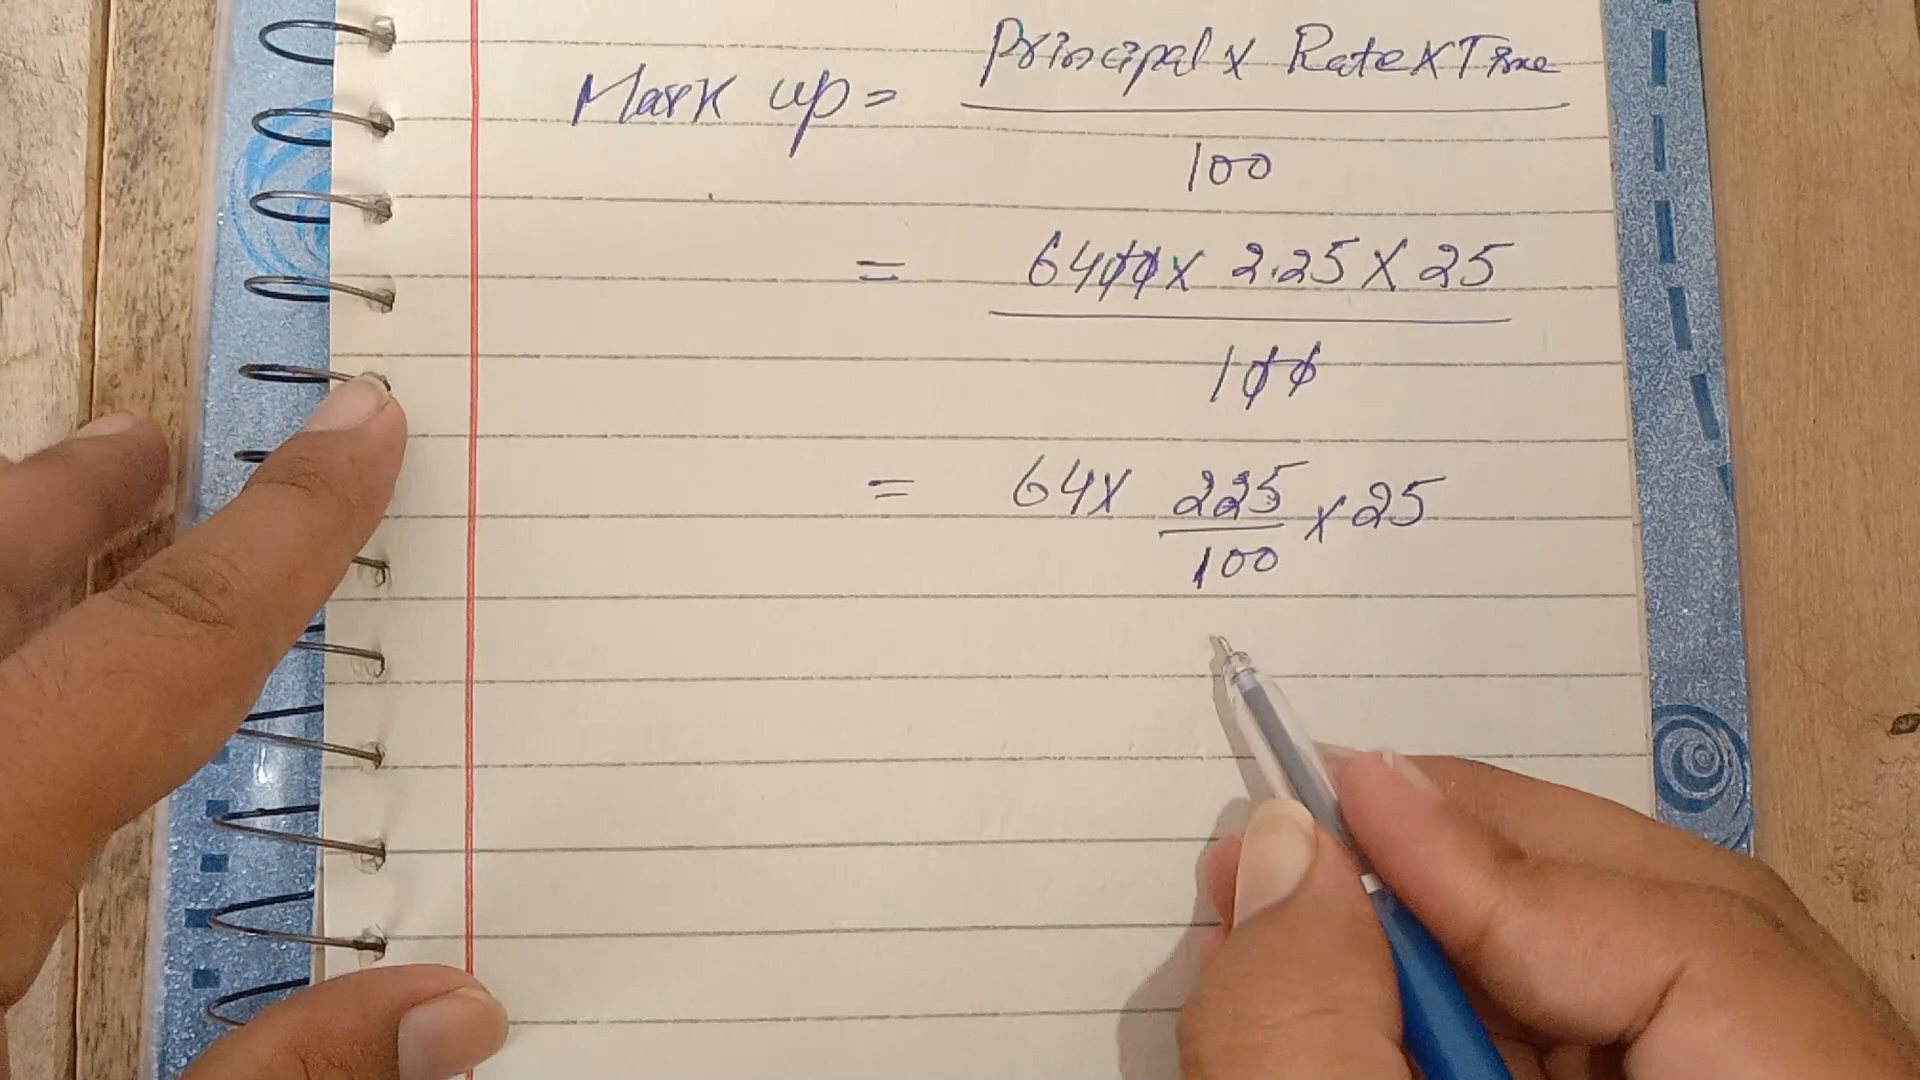 Mark up = Principal x Rate x Time
100
= 6400 x 2.25 x 25
100
= 64 x 225 x 25
100